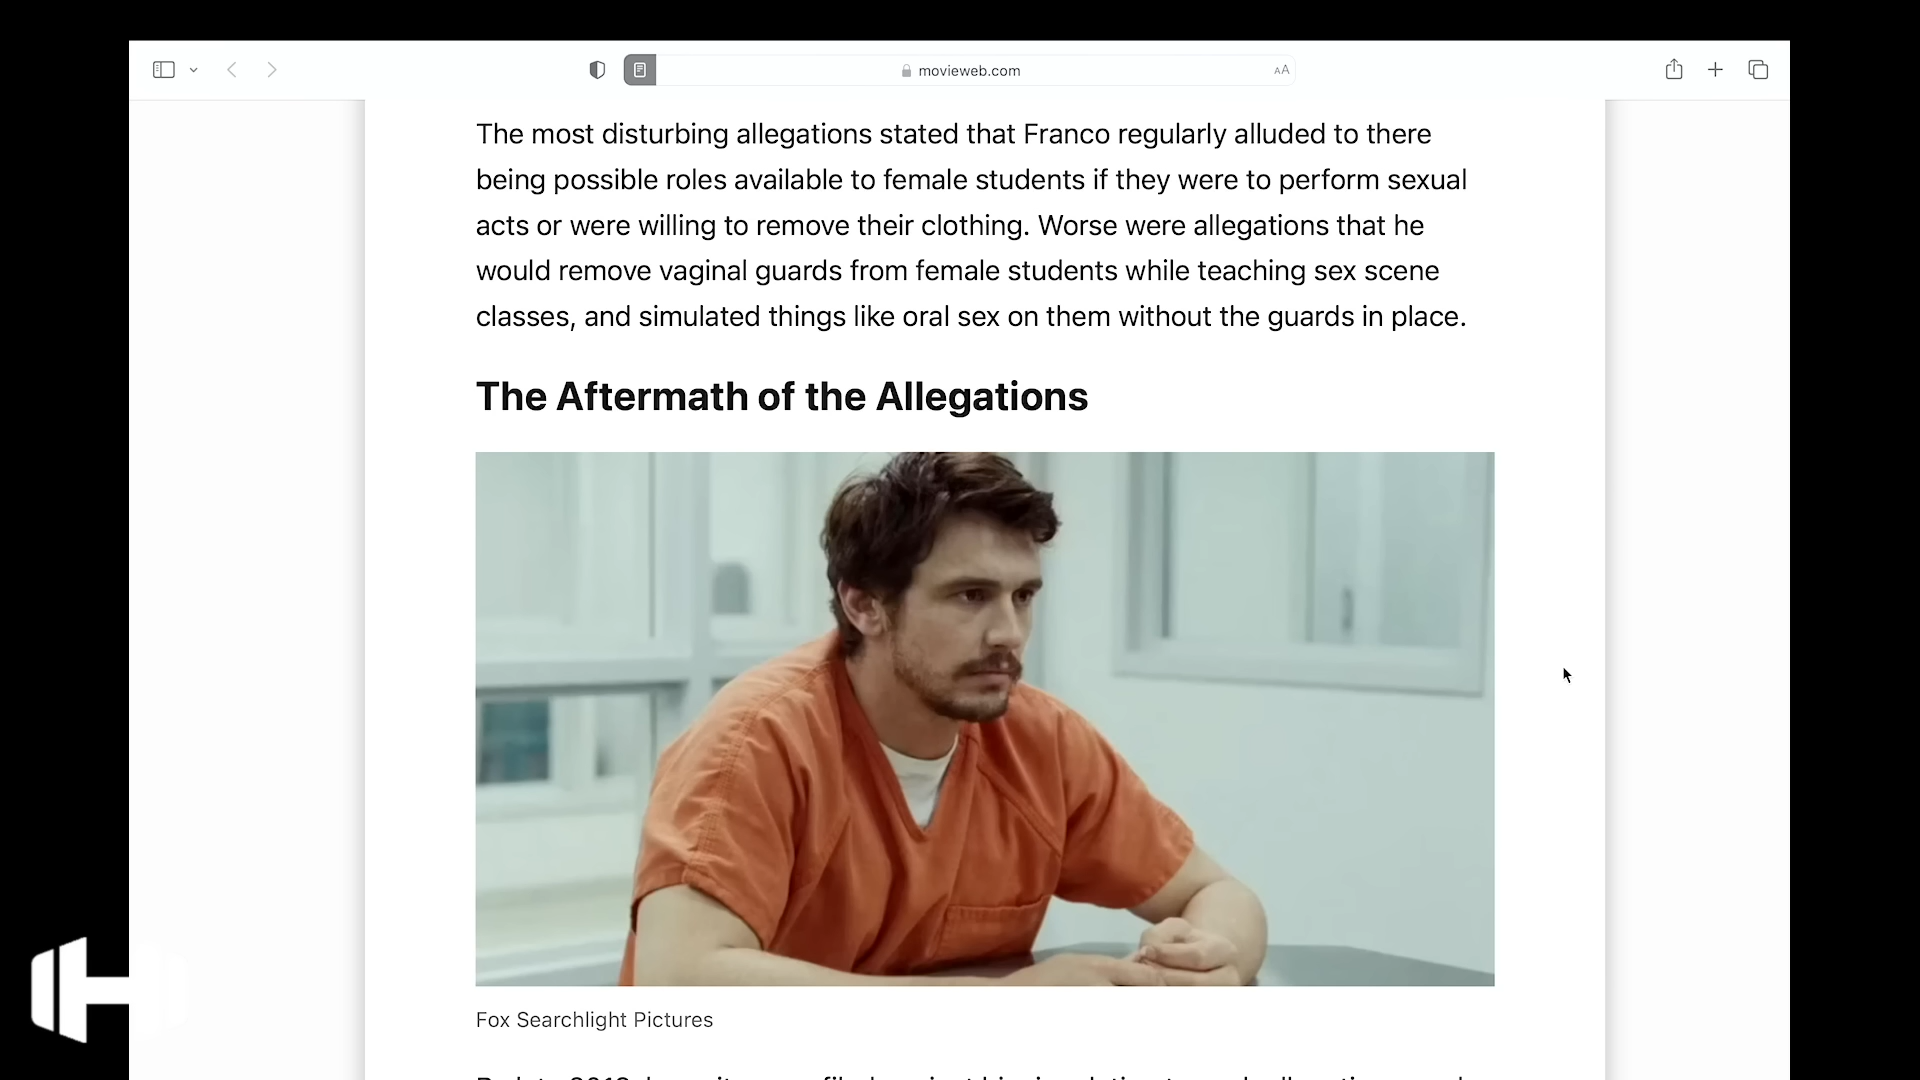 movieweb.com
AA
The most disturbing allegations stated that Franco regularly alluded to there
being possible roles available to female students if they were to perform sexual
acts or were willing to remove their clothing. Worse were allegations that he
would remove vaginal guards from female students while teaching sex scene
classes, and simulated things like oral sex on them without the guards in place.
The Aftermath of the Allegations
Fox Searchlight Pictures